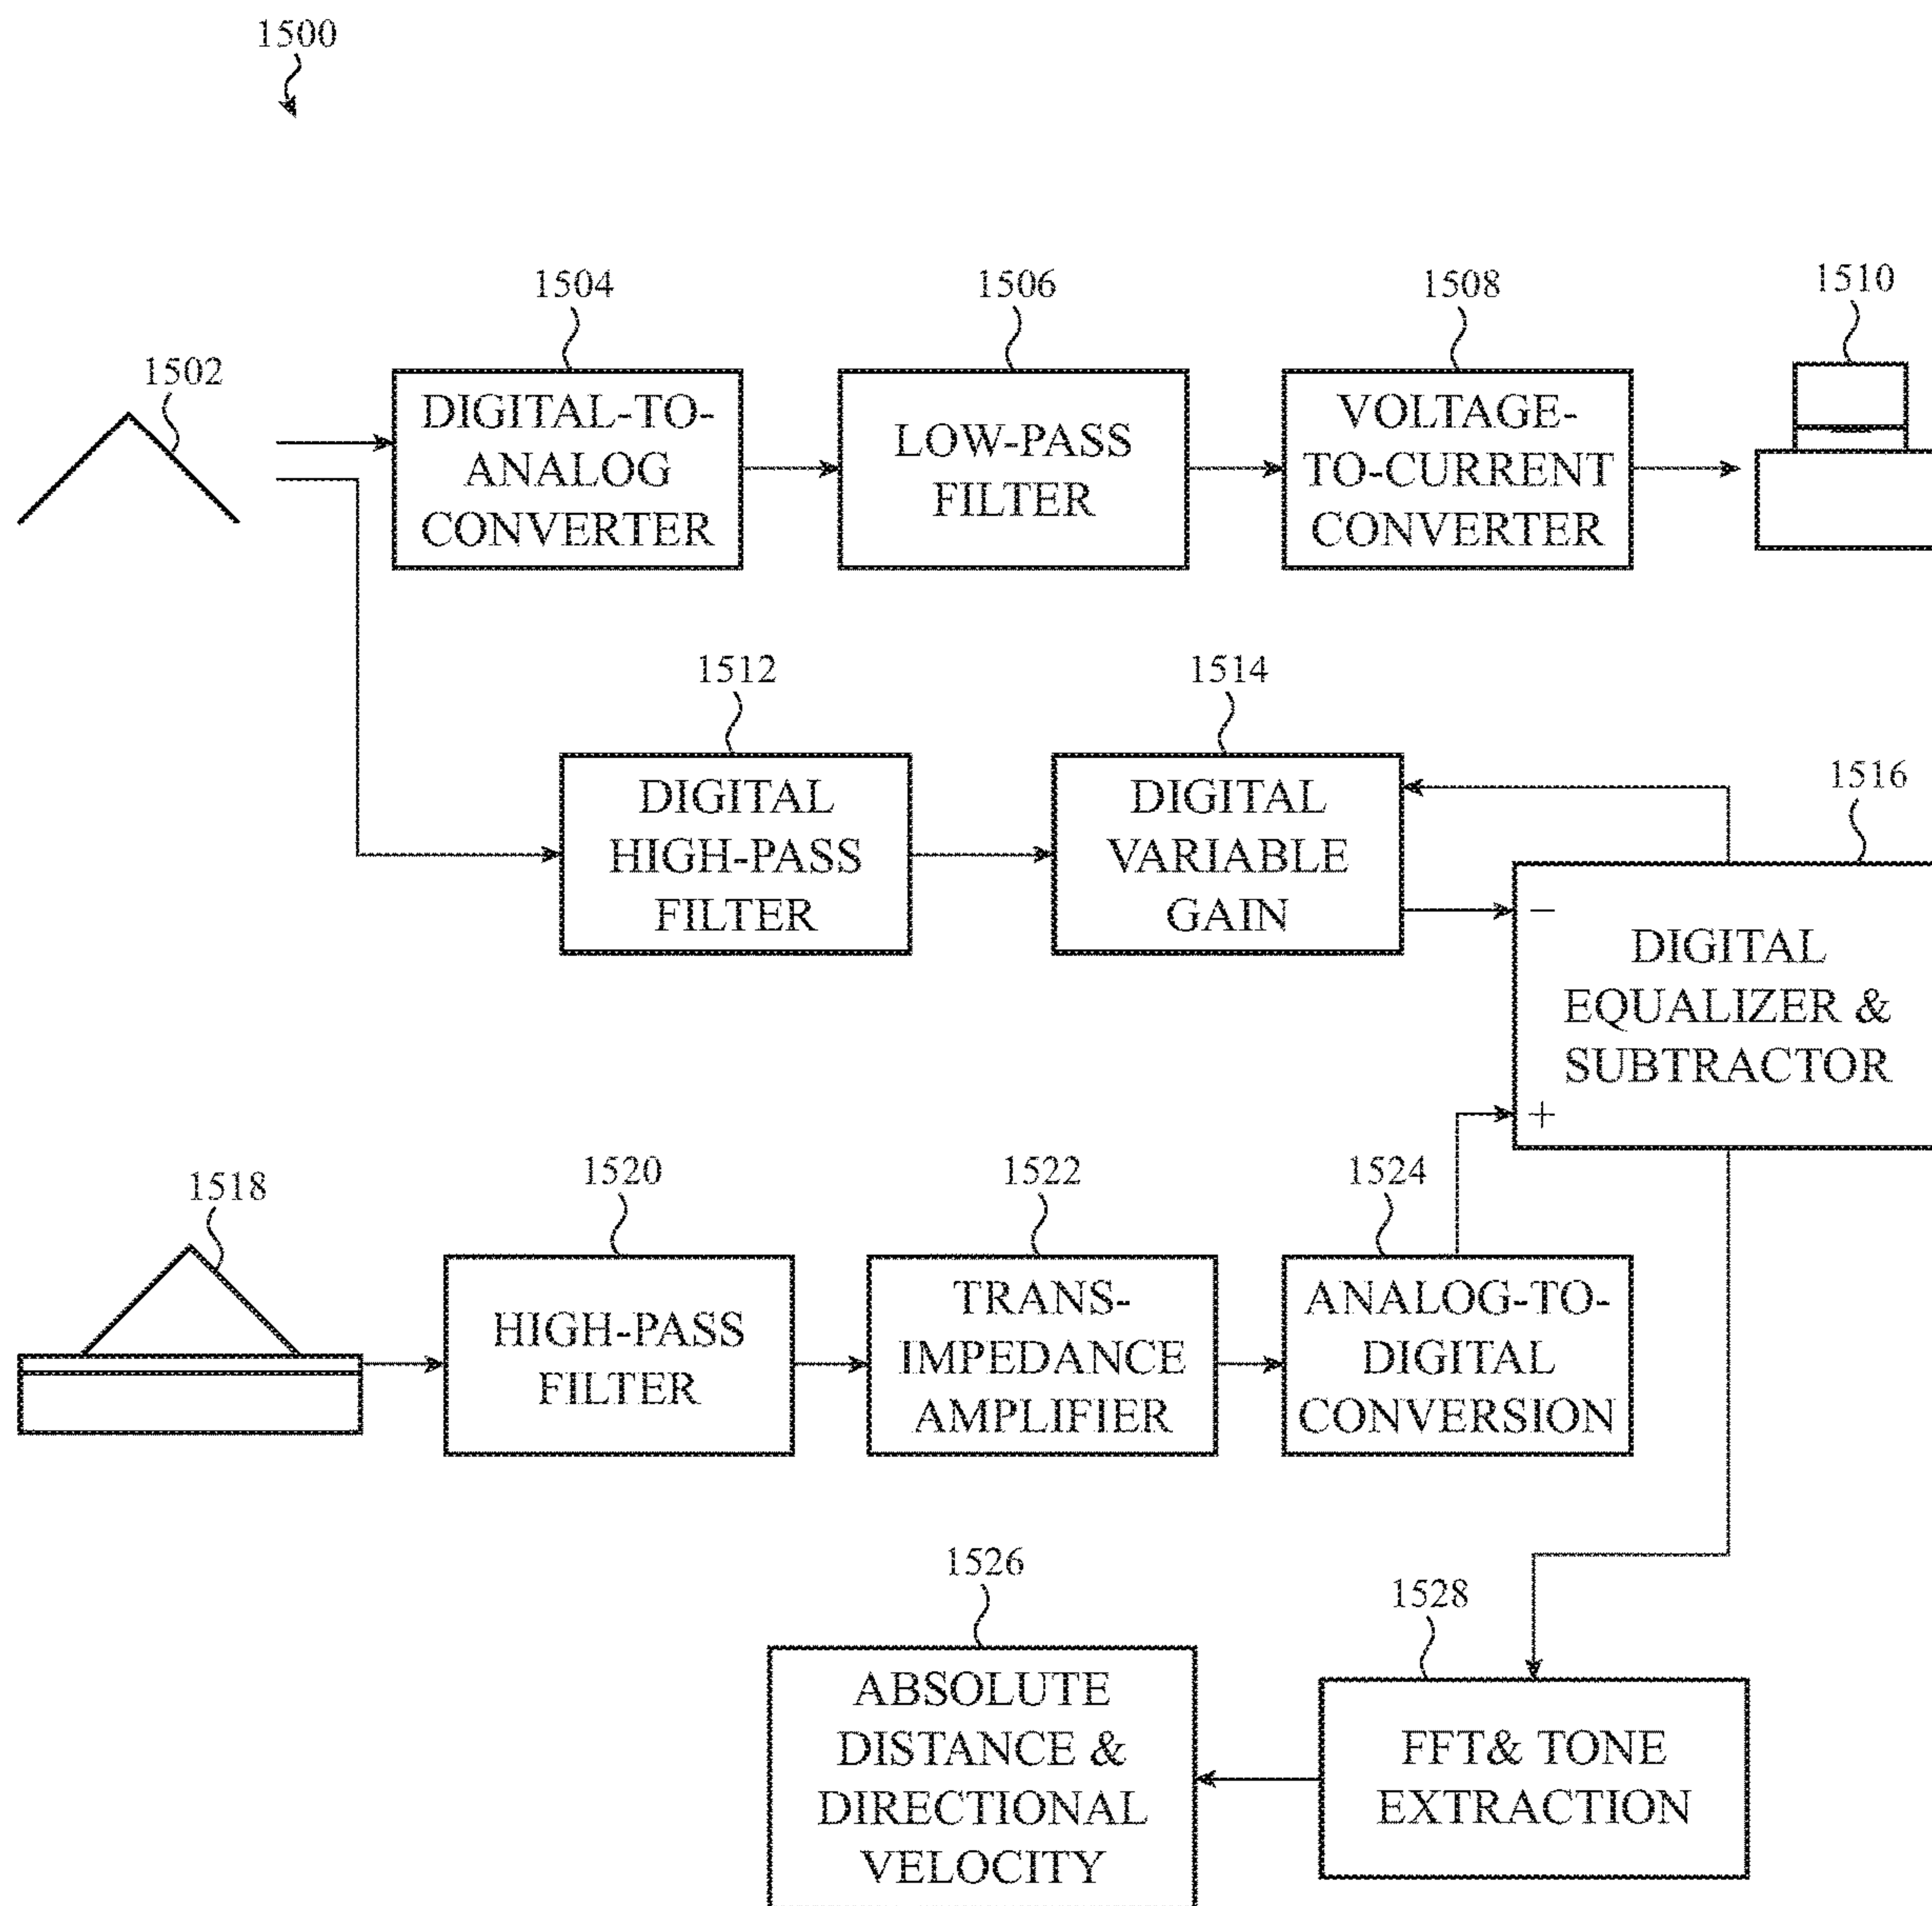 1500
1504
1506
1508
1510
1502
DIGITAL-TO-
ANALOG
CONVERTER
LOW-PASS
FILTER
VOLTAGE-
TO-CURRENT
CONVERTER
1512
1514
1516
DIGITAL
HIGH-PASS
FILTER
DIGITAL
VARIABLE
GAIN
−
DIGITAL
EQUALIZER &
SUBTRACTOR
+
1518
1520
1522
1524
HIGH-PASS
FILTER
TRANS-
IMPEDANCE
AMPLIFIER
ANALOG-TO-
DIGITAL
CONVERSION
1526
1528
ABSOLUTE
DISTANCE &
DIRECTIONAL
VELOCITY
FFT& TONE
EXTRACTION